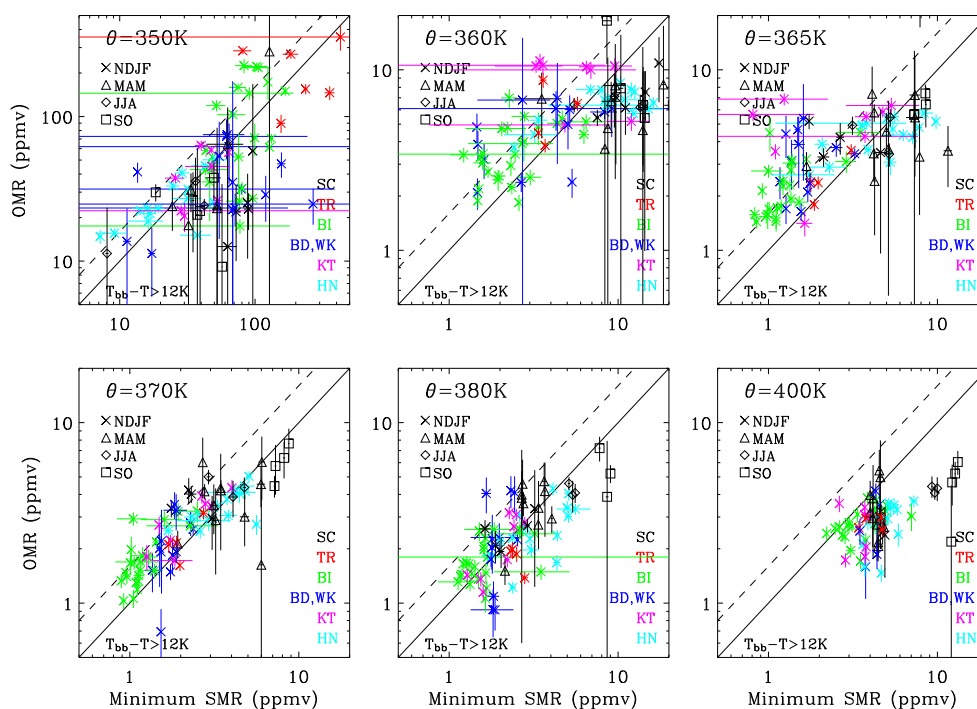 θ=350K
× NDJF
△ MAM
◇ JJA
□ SO
SC
TR
BI
BD,WK
KT
HN
Tbb-T>12K
100
10
10
100
OMR (ppmv)
θ=360K
× NDJF
△ MAM
◇ JJA
□ SO
SC
TR
BI
BD,WK
KT
HN
Tbb-T>12K
10
1
1
10
θ=365K
× NDJF
△ MAM
◇ JJA
□ SO
SC
TR
BI
BD,WK
KT
HN
Tbb-T>12K
10
1
1
10
θ=370K
× NDJF
△ MAM
◇ JJA
□ SO
SC
TR
BI
BD,WK
KT
HN
Tbb-T>12K
10
1
1
10
OMR (ppmv)
Minimum SMR (ppmv)
θ=380K
× NDJF
△ MAM
◇ JJA
□ SO
SC
TR
BI
BD,WK
KT
HN
Tbb-T>12K
10
1
1
10
Minimum SMR (ppmv)
θ=400K
× NDJF
△ MAM
◇ JJA
□ SO
SC
TR
BI
BD,WK
KT
HN
Tbb-T>12K
10
1
1
10
Minimum SMR (ppmv)